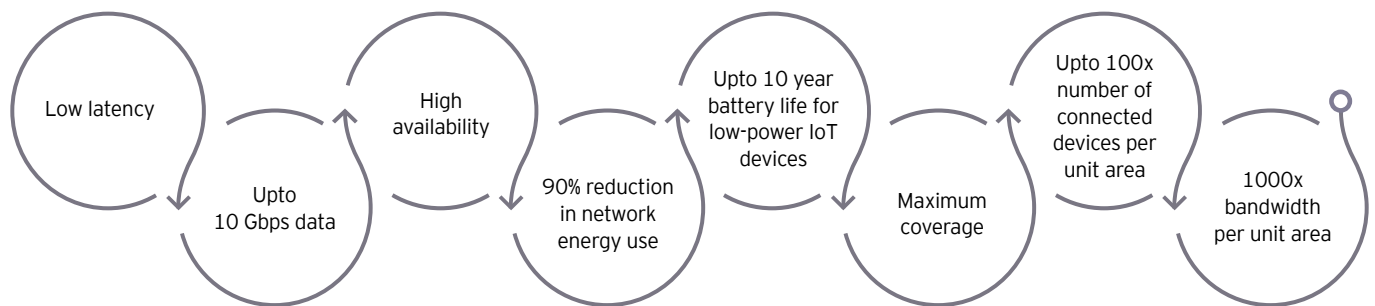 Low latency
Upto
10 Gbps data
High
availability
90% reduction
in network
energy use
Upto 10 year
battery life for
low-power IoT
devices
Maximum
coverage
Upto 100x
number of
connected
devices per
unit area
1000x
bandwidth
per unit area